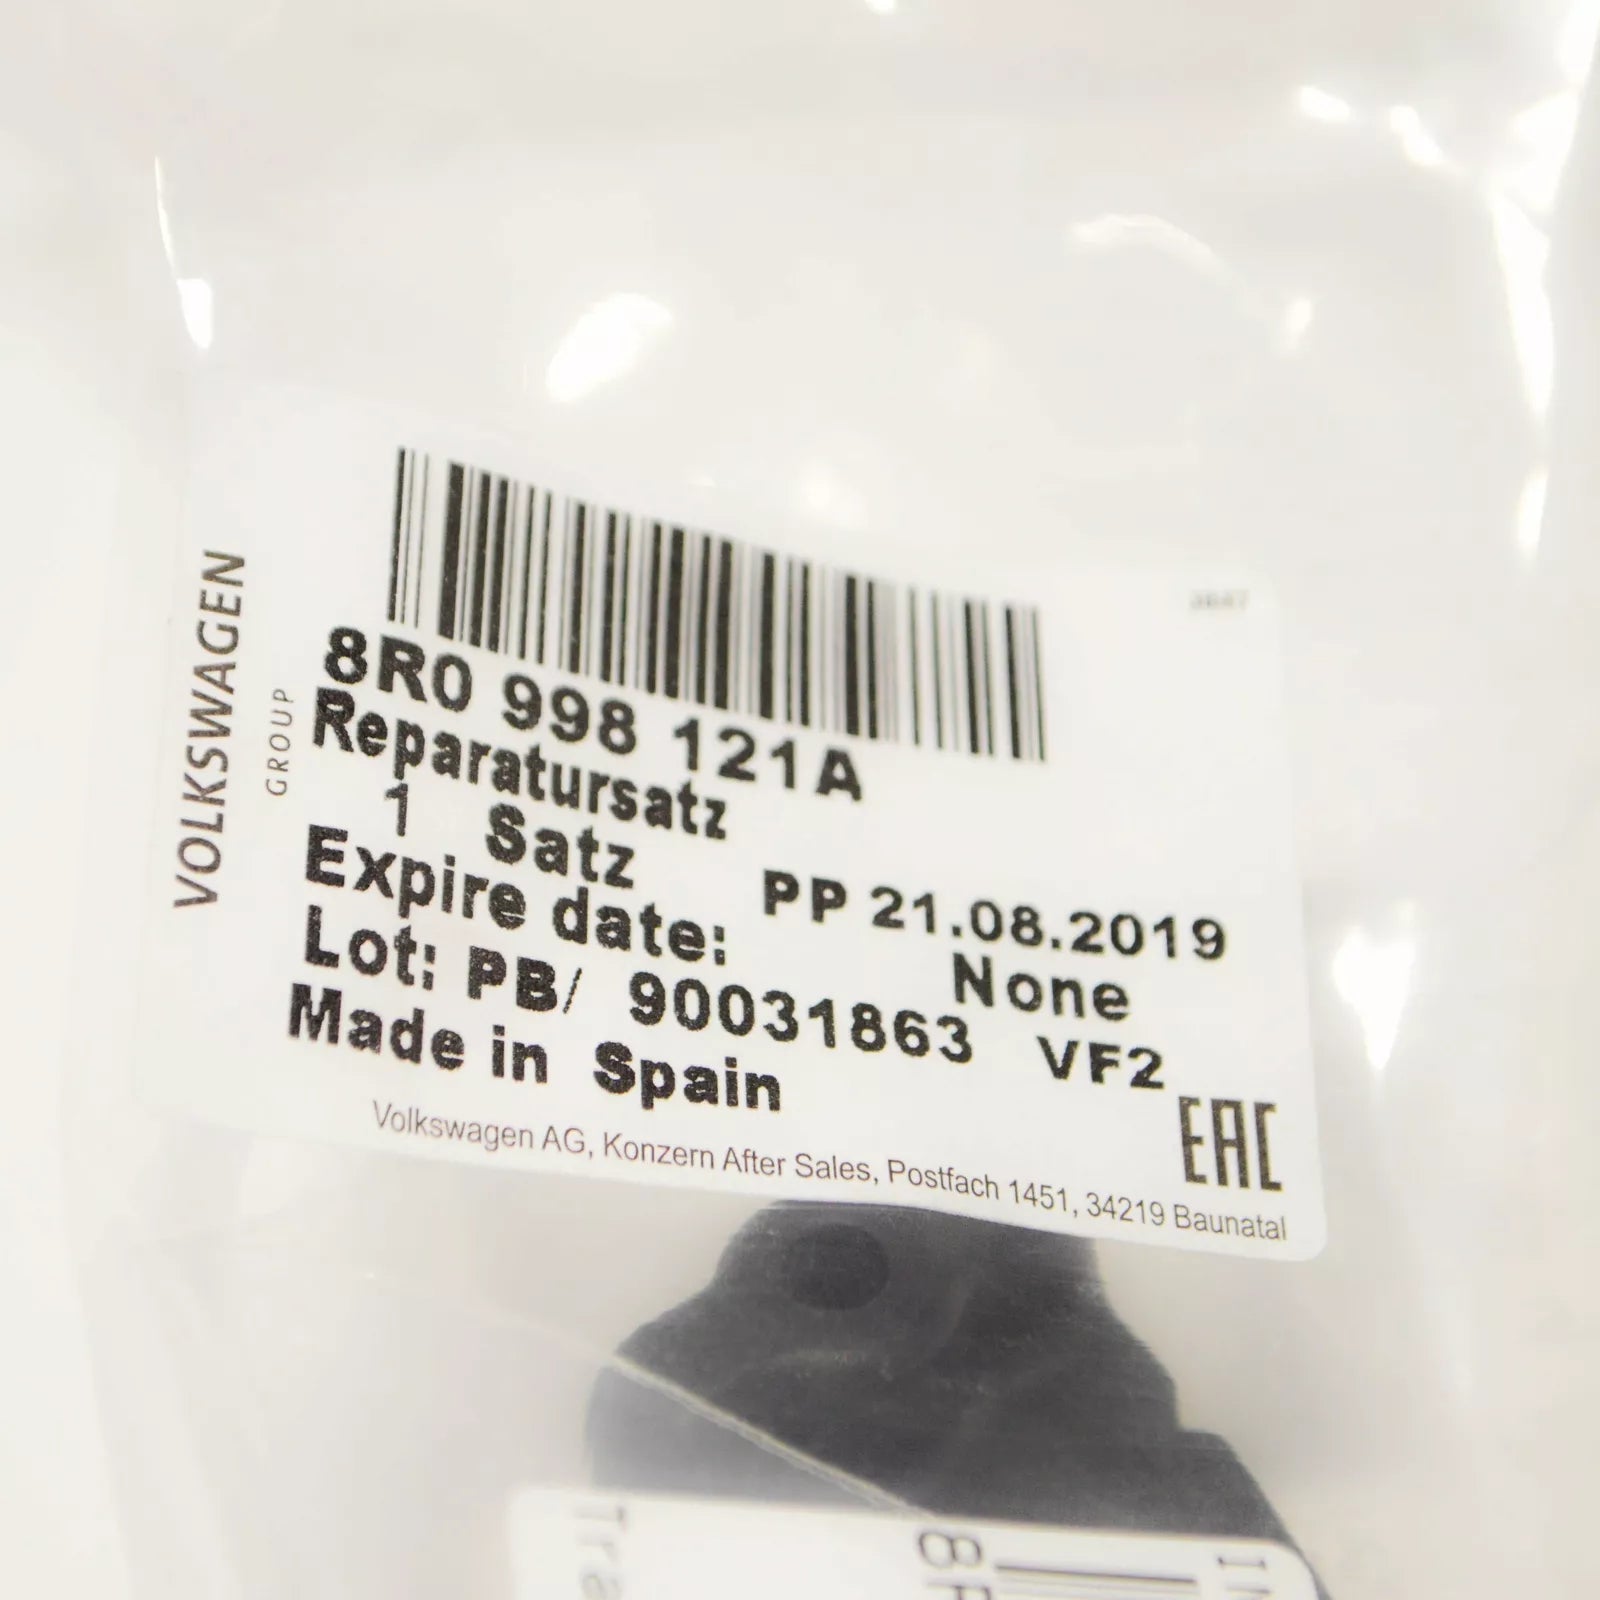 VOLKSWAGEN
GROUP
8R0 998 121A
Reparatursatz
1 Satz
PP 21.08.2019
Expire date: None
Lot: PB/ 90031863 VF2
Made in Spain
EAC
Volkswagen AG, Konzern After Sales, Postfach 1451, 34219 Baunatal